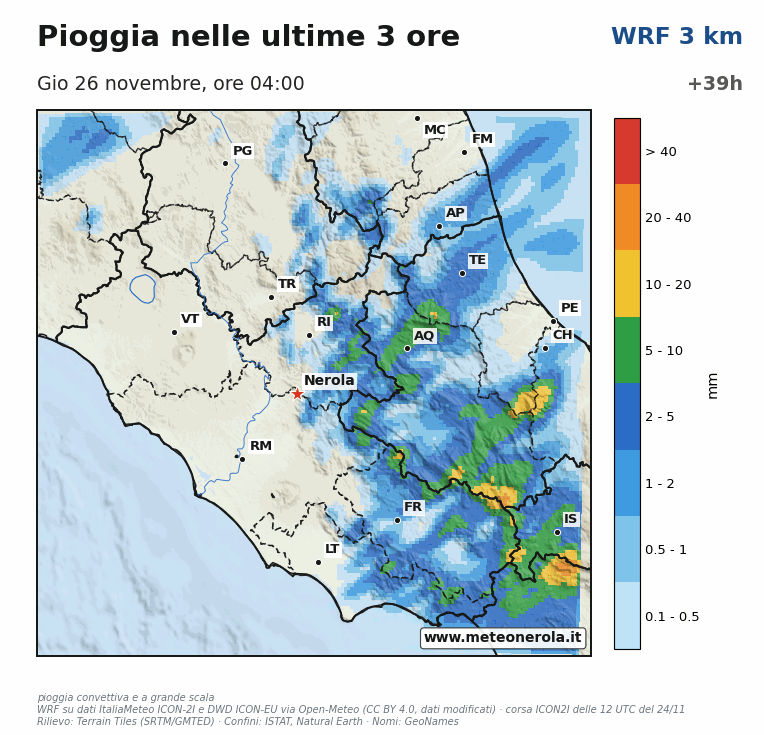 Pioggia nelle ultime 3 ore
WRF 3 km
Gio 26 novembre, ore 04:00
+39h
MC
FM
PG
AP
TE
TR
PE
VT
RI
AQ
CH
Nerola
RM
FR
IS
LT
www.meteonerola.it
> 40
20 - 40
10 - 20
5 - 10
2 - 5
1 - 2
0.5 - 1
0.1 - 0.5
mm
pioggia convettiva e a grande scala
WRF su dati ItaliaMeteo ICON-2I e DWD ICON-EU via Open-Meteo (CC BY 4.0, dati modificati) · corsa ICON2I delle 12 UTC del 24/11
Rilievo: Terrain Tiles (SRTM/GMTED) · Confini: ISTAT, Natural Earth · Nomi: GeoNames